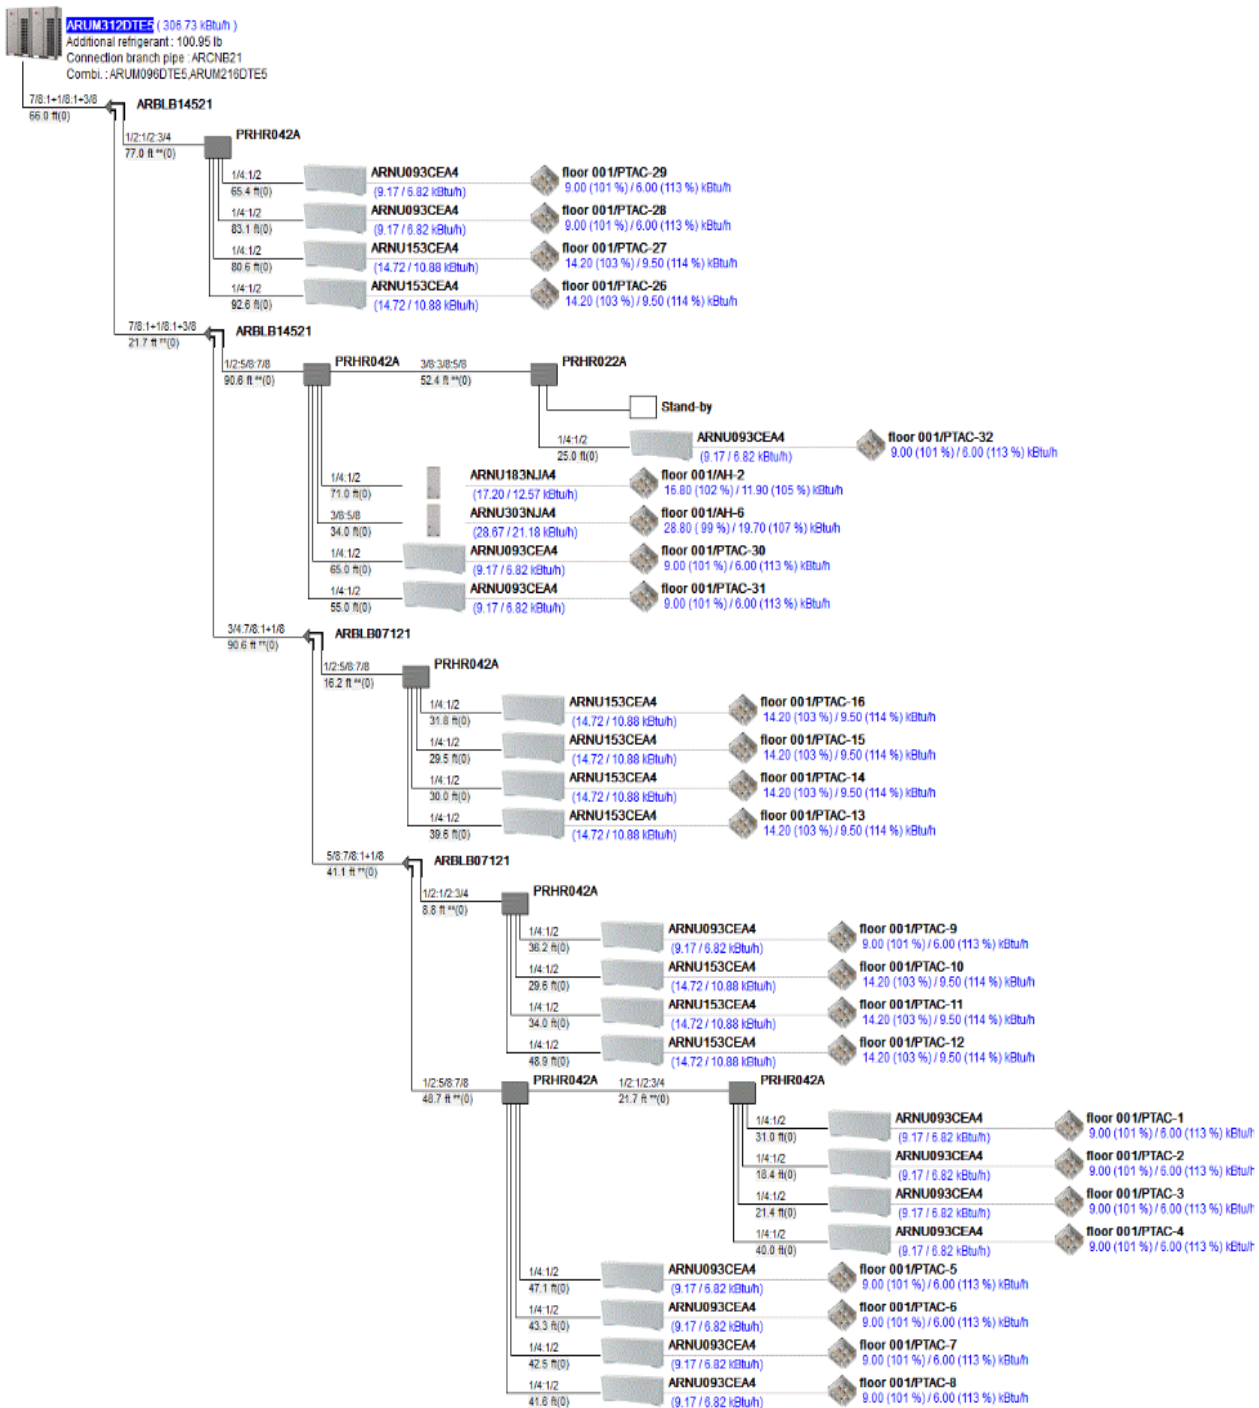 ARUM312DTE5 ( 306.73 kBtu/h )
Additional refrigerant : 100.95 lb
Connection branch pipe : ARCNB21
Combi. : ARUM096DTE5,ARUM216DTE5
7/8:1+1/8:1+3/8
66.0 ft(0)
ARBLB14521
1/2:1/2:3/4
77.0 ft **(0)
PRHR042A
1/4:1/2
65.4 ft(0)
ARNU093CEA4
(9.17 / 6.82 kBtu/h)
floor 001/PTAC-29
9.00 (101 %) / 6.00 (113 %) kBtu/h
1/4:1/2
83.1 ft(0)
ARNU093CEA4
(9.17 / 6.82 kBtu/h)
floor 001/PTAC-28
9.00 (101 %) / 6.00 (113 %) kBtu/h
1/4:1/2
80.6 ft(0)
ARNU153CEA4
(14.72 / 10.88 kBtu/h)
floor 001/PTAC-27
14.20 (103 %) / 9.50 (114 %) kBtu/h
1/4:1/2
92.6 ft(0)
ARNU153CEA4
(14.72 / 10.88 kBtu/h)
floor 001/PTAC-26
14.20 (103 %) / 9.50 (114 %) kBtu/h
7/8:1+1/8:1+3/8
21.7 ft **(0)
ARBLB14521
1/2:5/8:7/8
90.6 ft **(0)
PRHR042A
3/8:3/8:5/8
52.4 ft **(0)
PRHR022A
Stand-by
1/4:1/2
25.0 ft(0)
ARNU093CEA4
(9.17 / 6.82 kBtu/h)
floor 001/PTAC-32
9.00 (101 %) / 6.00 (113 %) kBtu/h
1/4:1/2
71.0 ft(0)
ARNU183NJA4
(17.20 / 12.57 kBtu/h)
floor 001/AH-2
16.80 (102 %) / 11.90 (105 %) kBtu/h
3/8:5/8
34.0 ft(0)
ARNU303NJA4
(28.67 / 21.18 kBtu/h)
floor 001/AH-6
28.80 ( 99 %) / 19.70 (107 %) kBtu/h
1/4:1/2
65.0 ft(0)
ARNU093CEA4
(9.17 / 6.82 kBtu/h)
floor 001/PTAC-30
9.00 (101 %) / 6.00 (113 %) kBtu/h
1/4:1/2
55.0 ft(0)
ARNU093CEA4
(9.17 / 6.82 kBtu/h)
floor 001/PTAC-31
9.00 (101 %) / 6.00 (113 %) kBtu/h
3/4:7/8:1+1/8
90.6 ft **(0)
ARBLB07121
1/2:5/8:7/8
16.2 ft **(0)
PRHR042A
1/4:1/2
31.8 ft(0)
ARNU153CEA4
(14.72 / 10.88 kBtu/h)
floor 001/PTAC-16
14.20 (103 %) / 9.50 (114 %) kBtu/h
1/4:1/2
29.5 ft(0)
ARNU153CEA4
(14.72 / 10.88 kBtu/h)
floor 001/PTAC-15
14.20 (103 %) / 9.50 (114 %) kBtu/h
1/4:1/2
30.0 ft(0)
ARNU153CEA4
(14.72 / 10.88 kBtu/h)
floor 001/PTAC-14
14.20 (103 %) / 9.50 (114 %) kBtu/h
1/4:1/2
39.6 ft(0)
ARNU153CEA4
(14.72 / 10.88 kBtu/h)
floor 001/PTAC-13
14.20 (103 %) / 9.50 (114 %) kBtu/h
5/8:7/8:1+1/8
41.1 ft **(0)
ARBLB07121
1/2:1/2:3/4
8.8 ft **(0)
PRHR042A
1/4:1/2
36.2 ft(0)
ARNU093CEA4
(9.17 / 6.82 kBtu/h)
floor 001/PTAC-9
9.00 (101 %) / 6.00 (113 %) kBtu/h
1/4:1/2
29.6 ft(0)
ARNU153CEA4
(14.72 / 10.88 kBtu/h)
floor 001/PTAC-10
14.20 (103 %) / 9.50 (114 %) kBtu/h
1/4:1/2
34.0 ft(0)
ARNU153CEA4
(14.72 / 10.88 kBtu/h)
floor 001/PTAC-11
14.20 (103 %) / 9.50 (114 %) kBtu/h
1/4:1/2
48.9 ft(0)
ARNU153CEA4
(14.72 / 10.88 kBtu/h)
floor 001/PTAC-12
14.20 (103 %) / 9.50 (114 %) kBtu/h
1/2:5/8:7/8
48.7 ft **(0)
PRHR042A
1/2:1/2:3/4
21.7 ft **(0)
PRHR042A
1/4:1/2
31.0 ft(0)
ARNU093CEA4
(9.17 / 6.82 kBtu/h)
floor 001/PTAC-1
9.00 (101 %) / 6.00 (113 %) kBtu/h
1/4:1/2
18.4 ft(0)
ARNU093CEA4
(9.17 / 6.82 kBtu/h)
floor 001/PTAC-2
9.00 (101 %) / 6.00 (113 %) kBtu/h
1/4:1/2
21.4 ft(0)
ARNU093CEA4
(9.17 / 6.82 kBtu/h)
floor 001/PTAC-3
9.00 (101 %) / 6.00 (113 %) kBtu/h
1/4:1/2
40.0 ft(0)
ARNU093CEA4
(9.17 / 6.82 kBtu/h)
floor 001/PTAC-4
9.00 (101 %) / 6.00 (113 %) kBtu/h
1/4:1/2
47.1 ft(0)
ARNU093CEA4
(9.17 / 6.82 kBtu/h)
floor 001/PTAC-5
9.00 (101 %) / 6.00 (113 %) kBtu/h
1/4:1/2
43.3 ft(0)
ARNU093CEA4
(9.17 / 6.82 kBtu/h)
floor 001/PTAC-6
9.00 (101 %) / 6.00 (113 %) kBtu/h
1/4:1/2
42.5 ft(0)
ARNU093CEA4
(9.17 / 6.82 kBtu/h)
floor 001/PTAC-7
9.00 (101 %) / 6.00 (113 %) kBtu/h
1/4:1/2
41.6 ft(0)
ARNU093CEA4
(9.17 / 6.82 kBtu/h)
floor 001/PTAC-8
9.00 (101 %) / 6.00 (113 %) kBtu/h